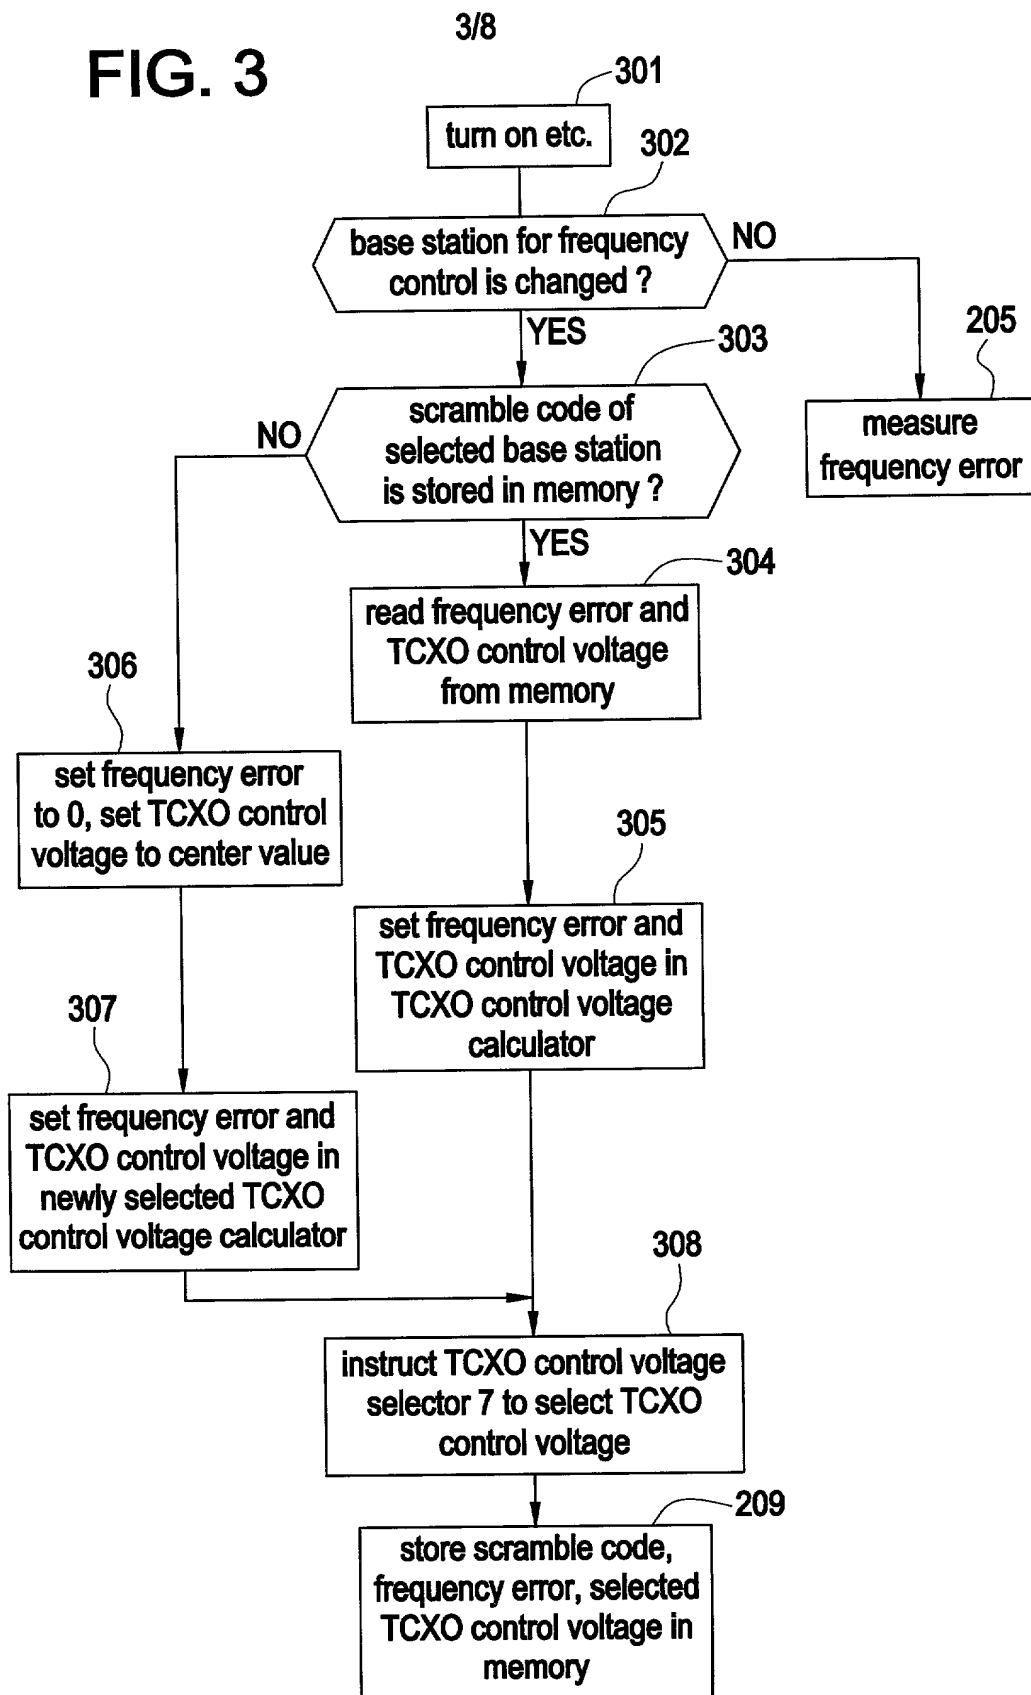 3/8
FIG. 3
301
turn on etc.
302
base station for frequency
control is changed ?
NO
YES
205
measure
frequency error
303
scramble code of
selected base station
is stored in memory ?
NO
YES
304
read frequency error and
TCXO control voltage
from memory
306
set frequency error
to 0, set TCXO control
voltage to center value
305
set frequency error and
TCXO control voltage in
TCXO control voltage
calculator
307
set frequency error and
TCXO control voltage in
newly selected TCXO
control voltage calculator
308
instruct TCXO control voltage
selector 7 to select TCXO
control voltage
209
store scramble code,
frequency error, selected
TCXO control voltage in
memory